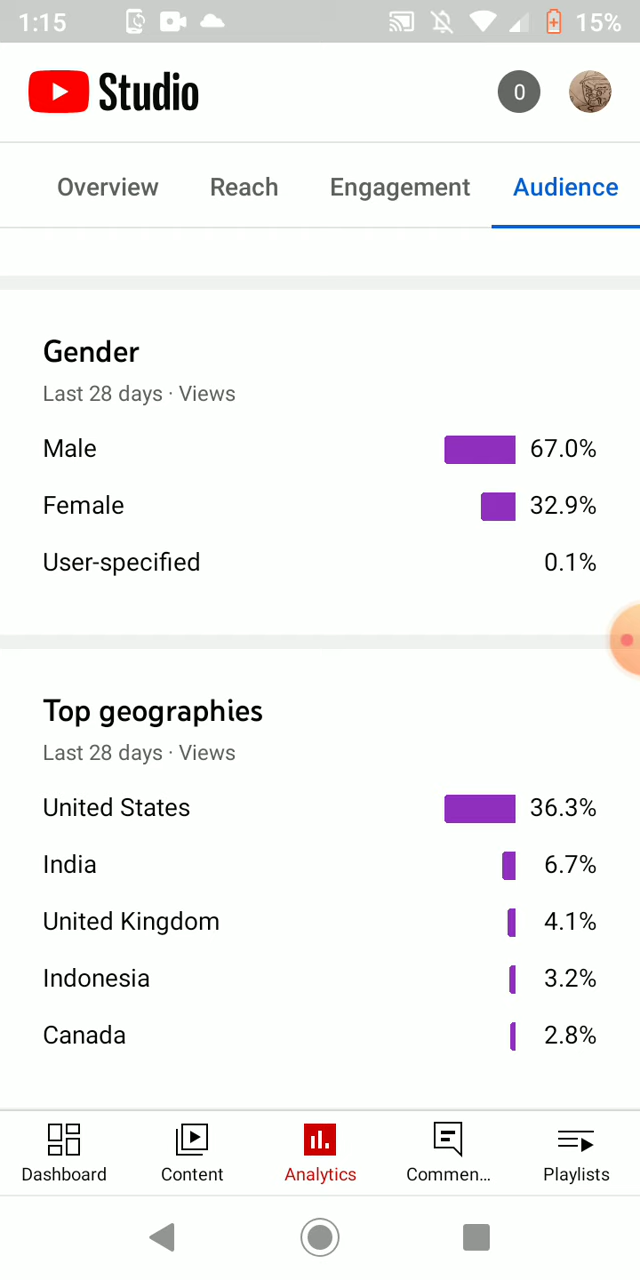 1:15 15%
Studio 0
Overview Reach Engagement Audience
Gender
Last 28 days · Views
Male 67.0%
Female 32.9%
User-specified 0.1%
Top geographies
Last 28 days · Views
United States 36.3%
India 6.7%
United Kingdom 4.1%
Indonesia 3.2%
Canada 2.8%
Dashboard Content Analytics Commen... Playlists